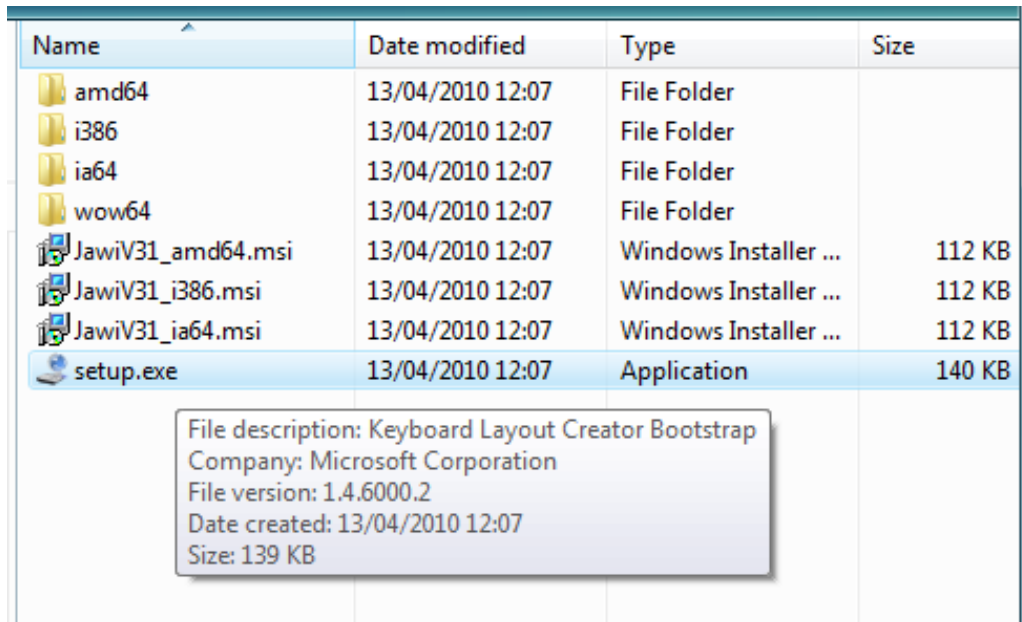 Name Date modified Type Size
amd64 13/04/2010 12:07 File Folder
i386 13/04/2010 12:07 File Folder
ia64 13/04/2010 12:07 File Folder
wow64 13/04/2010 12:07 File Folder
JawiV31_amd64.msi 13/04/2010 12:07 Windows Installer ... 112 KB
JawiV31_i386.msi 13/04/2010 12:07 Windows Installer ... 112 KB
JawiV31_ia64.msi 13/04/2010 12:07 Windows Installer ... 112 KB
setup.exe 13/04/2010 12:07 Application 140 KB
File description: Keyboard Layout Creator Bootstrap
Company: Microsoft Corporation
File version: 1.4.6000.2
Date created: 13/04/2010 12:07
Size: 139 KB